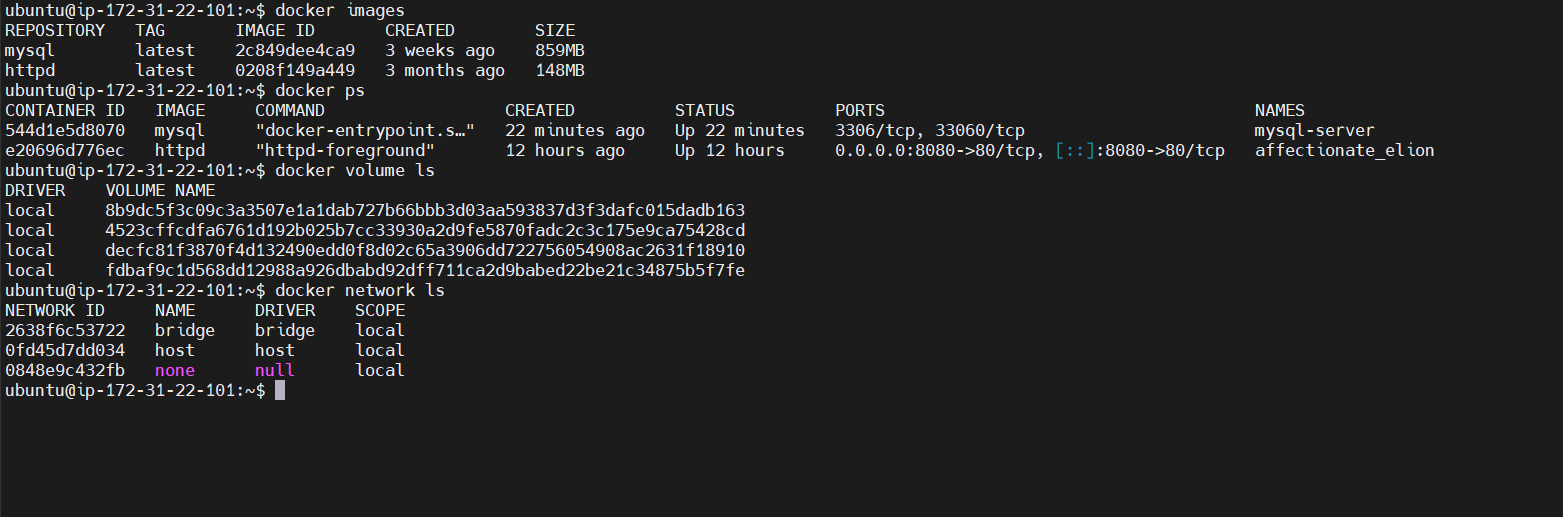 ubuntu@ip-172-31-22-101:~$ docker images
REPOSITORY   TAG       IMAGE ID       CREATED        SIZE
mysql        latest    2c849dee4ca9   3 weeks ago    859MB
httpd        latest    0208f149a449   3 months ago   148MB
ubuntu@ip-172-31-22-101:~$ docker ps
CONTAINER ID   IMAGE     COMMAND                  CREATED          STATUS          PORTS                                     NAMES
544d1e5d8070   mysql     "docker-entrypoint.s…"   22 minutes ago   Up 22 minutes   3306/tcp, 33060/tcp                       mysql-server
e20696d776ec   httpd     "httpd-foreground"       12 hours ago     Up 12 hours     0.0.0.0:8080->80/tcp, [::]:8080->80/tcp   affectionate_elion
ubuntu@ip-172-31-22-101:~$ docker volume ls
DRIVER    VOLUME NAME
local     8b9dc5f3c09c3a3507e1a1dab727b66bbb3d03aa593837d3f3dafc015dadb163
local     4523cffcdfa6761d192b025b7cc33930a2d9fe5870fadc2c3c175e9ca75428cd
local     decfc81f3870f4d132490edd0f8d02c65a3906dd722756054908ac2631f18910
local     fdbaf9c1d568dd12988a926dbabd92dff711ca2d9babed22be21c34875b5f7fe
ubuntu@ip-172-31-22-101:~$ docker network ls
NETWORK ID     NAME      DRIVER    SCOPE
2638f6c53722   bridge    bridge    local
0fd45d7dd034   host      host      local
0848e9c432fb   none      null      local
ubuntu@ip-172-31-22-101:~$